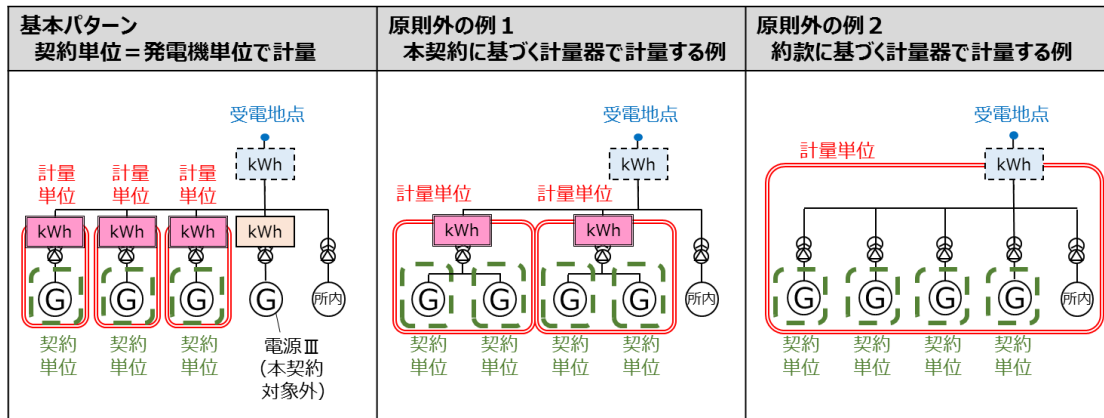 基本パターン
契約単位＝発電機単位で計量
受電地点
kWh
計量
単位
計量
単位
計量
単位
kWh
kWh
kWh
kWh
G
G
G
G
所内
契約
単位
契約
単位
契約
単位
電源Ⅲ
（本契約
対象外）
原則外の例１
本契約に基づく計量器で計量する例
受電地点
kWh
計量単位
計量単位
kWh
kWh
G
G
G
G
所内
契約
単位
契約
単位
契約
単位
契約
単位
原則外の例２
約款に基づく計量器で計量する例
受電地点
計量単位
kWh
G
G
G
G
所内
契約
単位
契約
単位
契約
単位
契約
単位